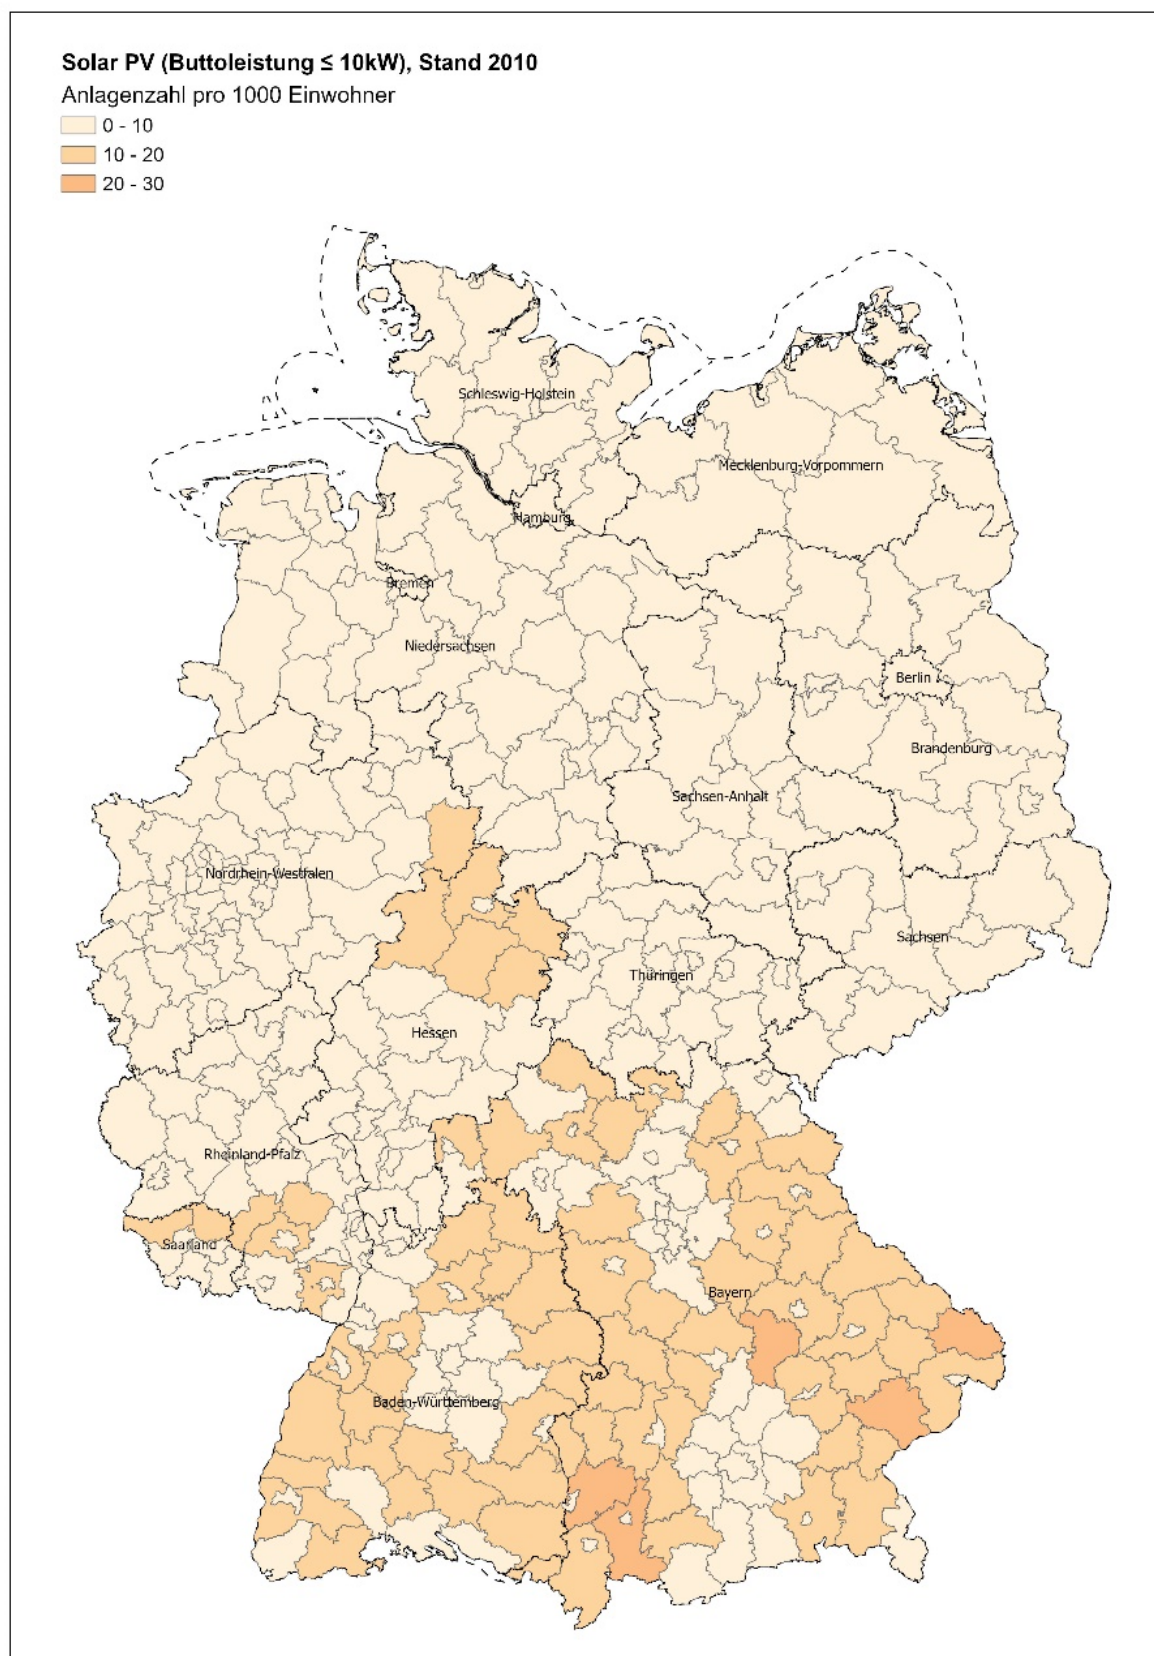 Solar PV (Buttoleistung ≤ 10kW), Stand 2010
Anlagenzahl pro 1000 Einwohner
0 - 10
10 - 20
20 - 30
Schleswig-Holstein
Mecklenburg-Vorpommern
Hamburg
Bremen
Niedersachsen
Berlin
Brandenburg
Sachsen-Anhalt
Nordrhein-Westfalen
Sachsen
Thüringen
Hessen
Rheinland-Pfalz
Saarland
Bayern
Baden-Württemberg